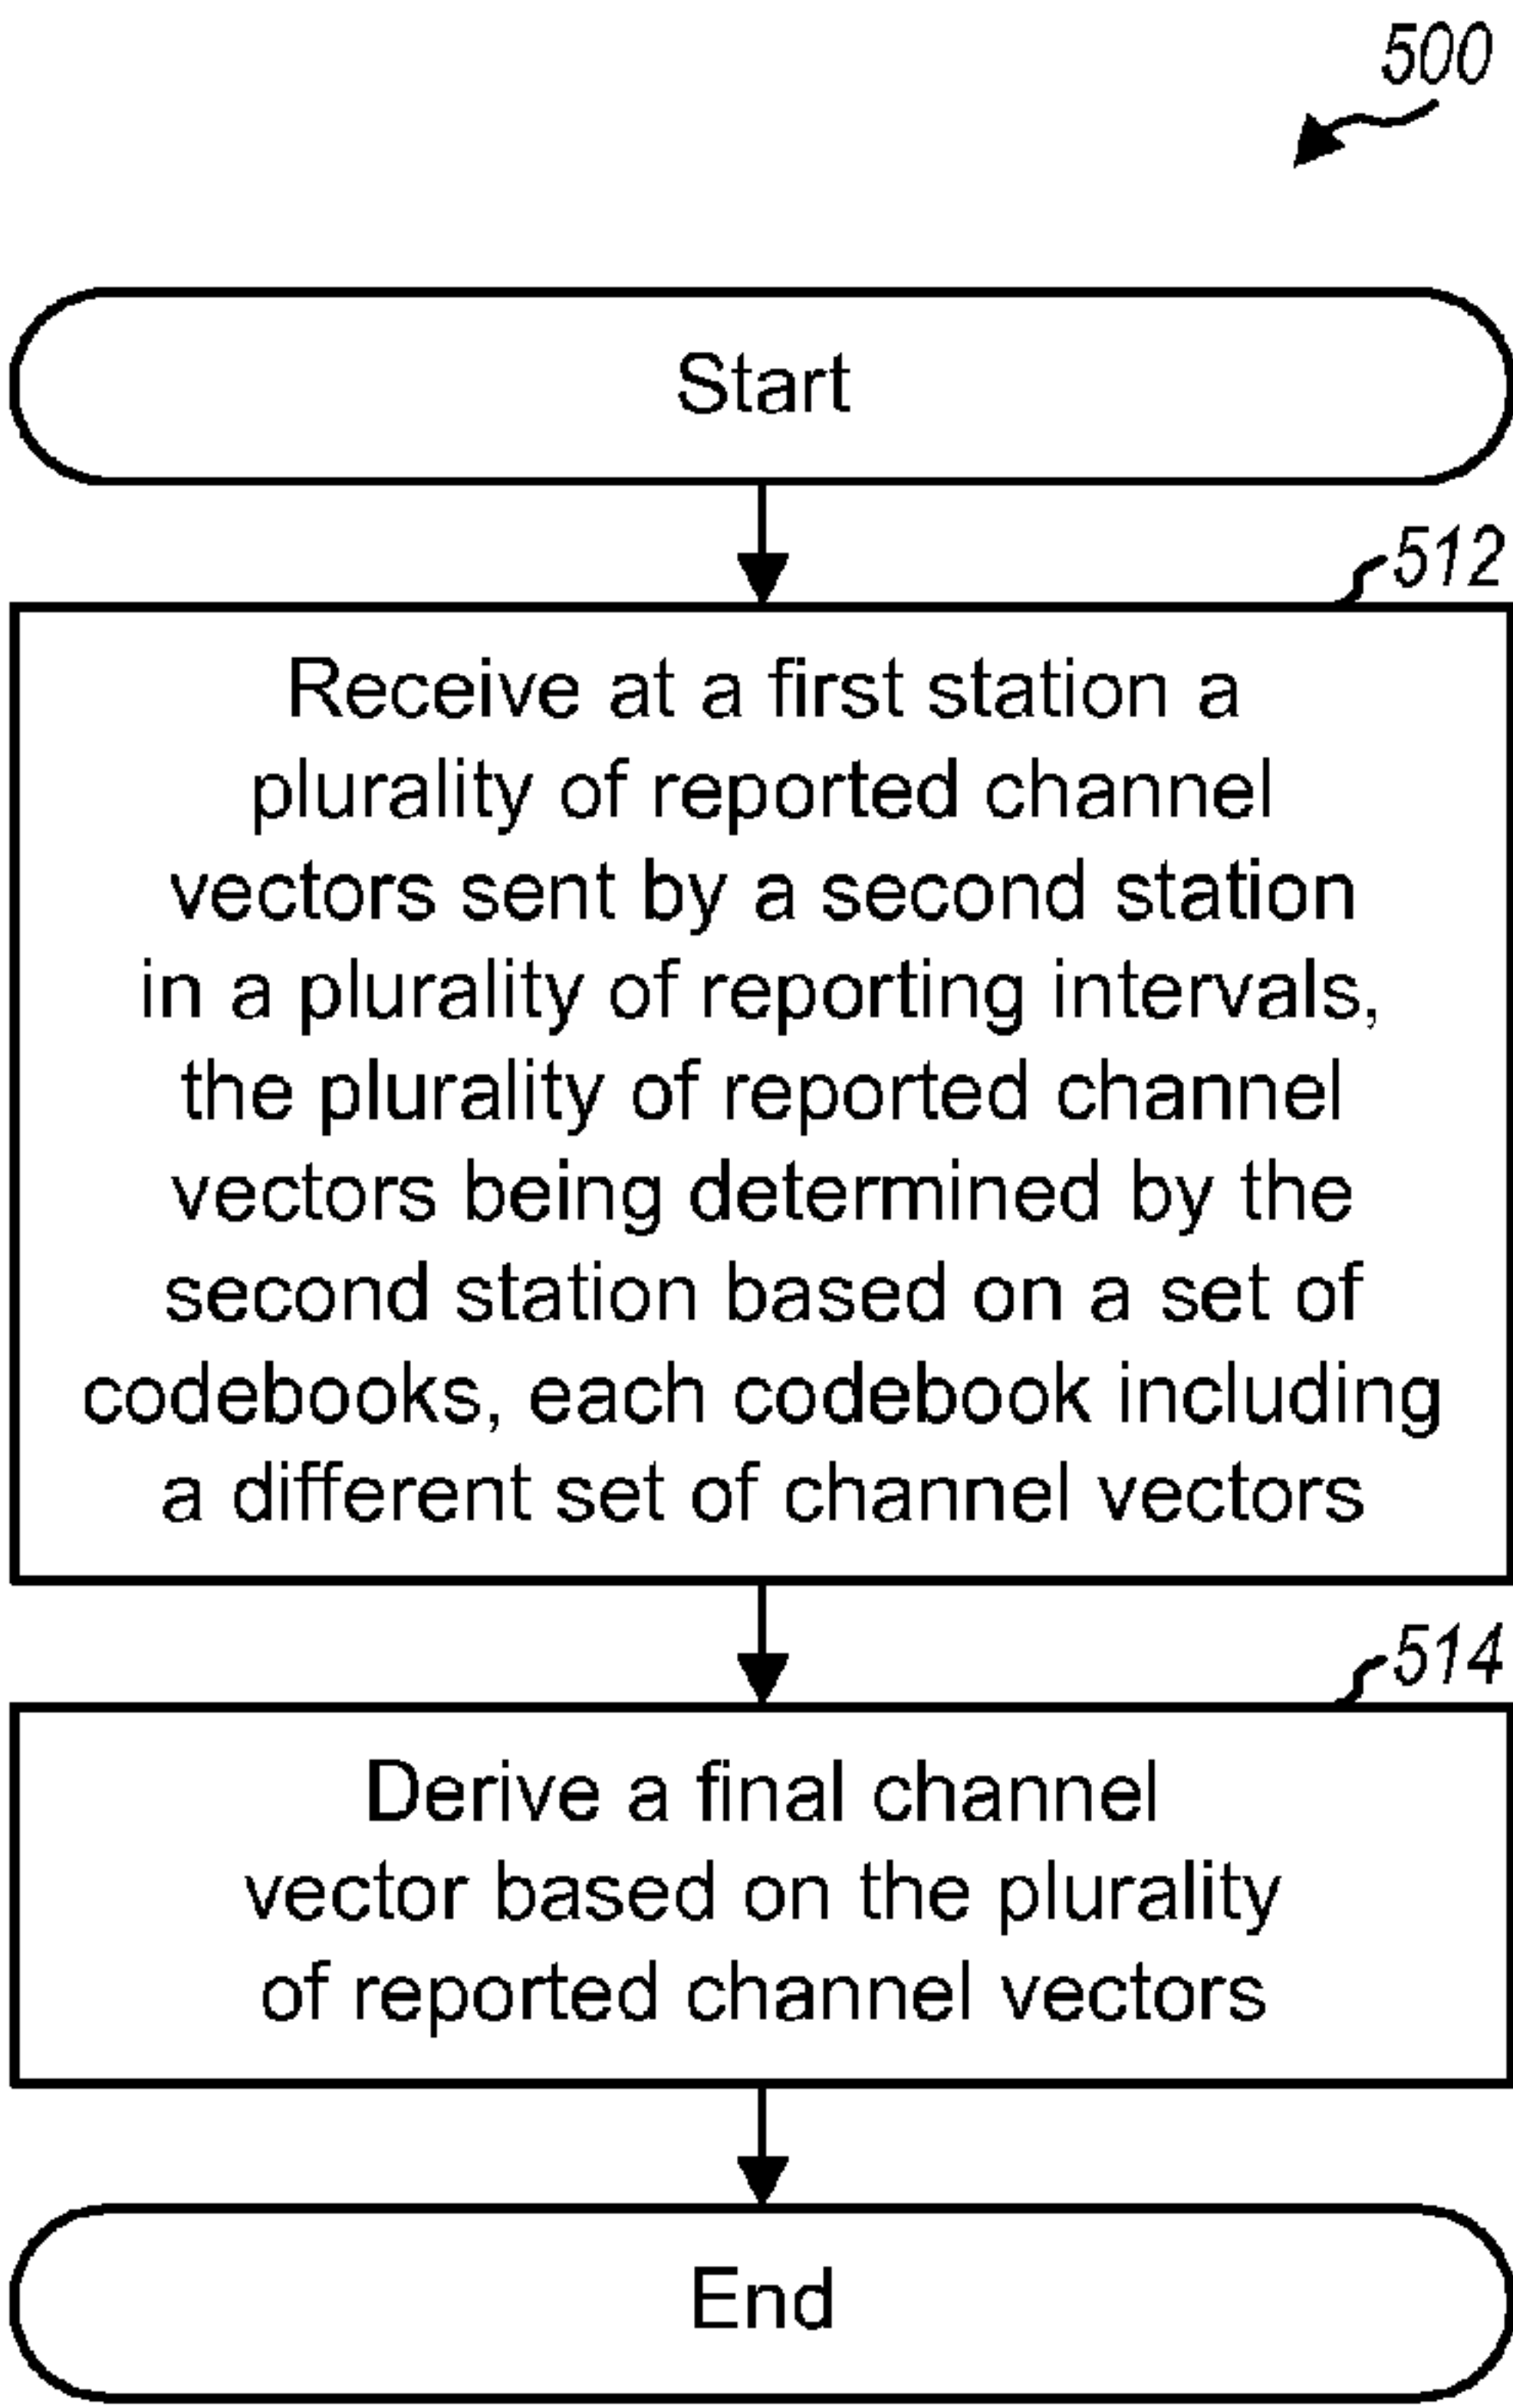 500
Start
512
Receive at a first station a
plurality of reported channel
vectors sent by a second station
in a plurality of reporting intervals,
the plurality of reported channel
vectors being determined by the
second station based on a set of
codebooks, each codebook including
a different set of channel vectors
514
Derive a final channel
vector based on the plurality
of reported channel vectors
End